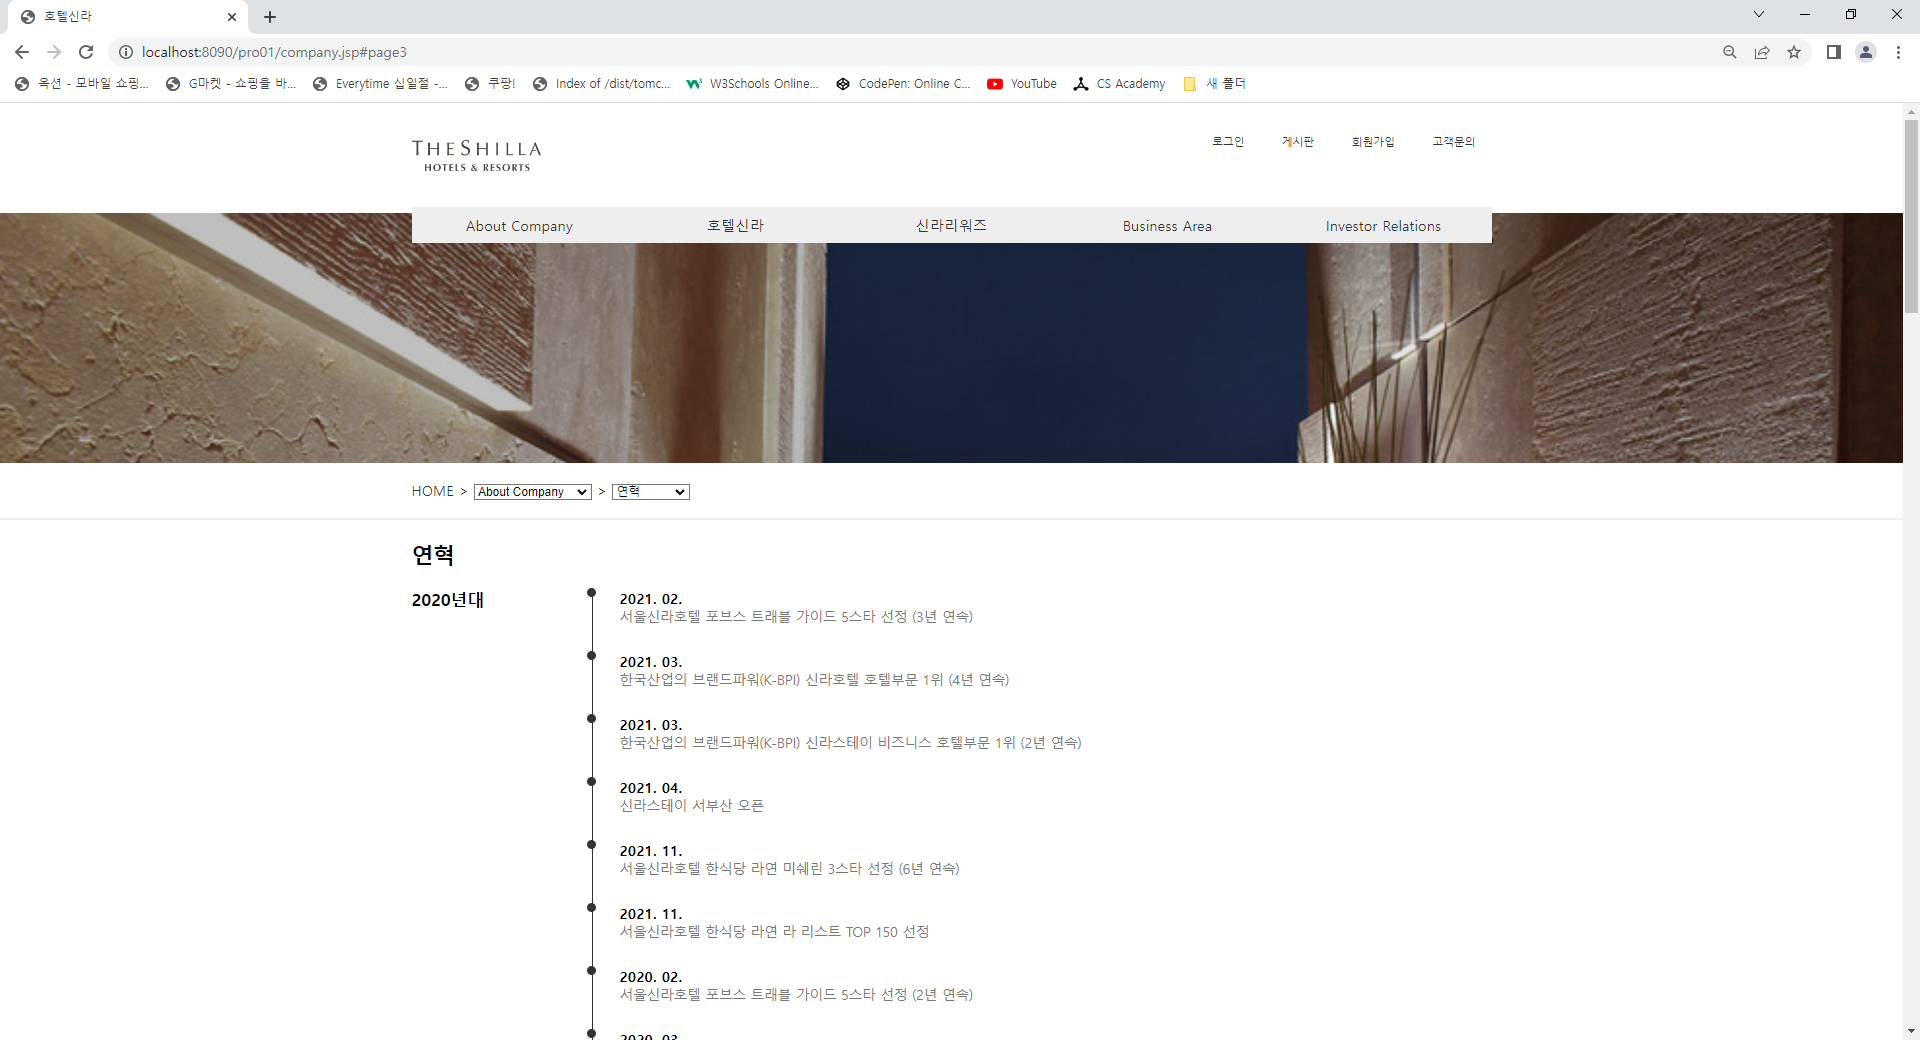 호텔신라
localhost:8090/pro01/company.jsp#page3
옥션 - 모바일 쇼핑... G마켓 - 쇼핑을 바... Everytime 십일절 -... 쿠팡! Index of /dist/tomc... W3Schools Online... CodePen: Online C... YouTube CS Academy 새 폴더
THE SHILLA
HOTELS & RESORTS
로그인 게시판 회원가입 고객문의
About Company 호텔신라 신라리워즈 Business Area Investor Relations
HOME > About Company > 연혁
연혁
2020년대
2021. 02.
서울신라호텔 포브스 트래블 가이드 5스타 선정 (3년 연속)
2021. 03.
한국산업의 브랜드파워(K-BPI) 신라호텔 호텔부문 1위 (4년 연속)
2021. 03.
한국산업의 브랜드파워(K-BPI) 신라스테이 비즈니스 호텔부문 1위 (2년 연속)
2021. 04.
신라스테이 서부산 오픈
2021. 11.
서울신라호텔 한식당 라연 미쉐린 3스타 선정 (6년 연속)
2021. 11.
서울신라호텔 한식당 라연 라 리스트 TOP 150 선정
2020. 02.
서울신라호텔 포브스 트래블 가이드 5스타 선정 (2년 연속)
2020. 03.